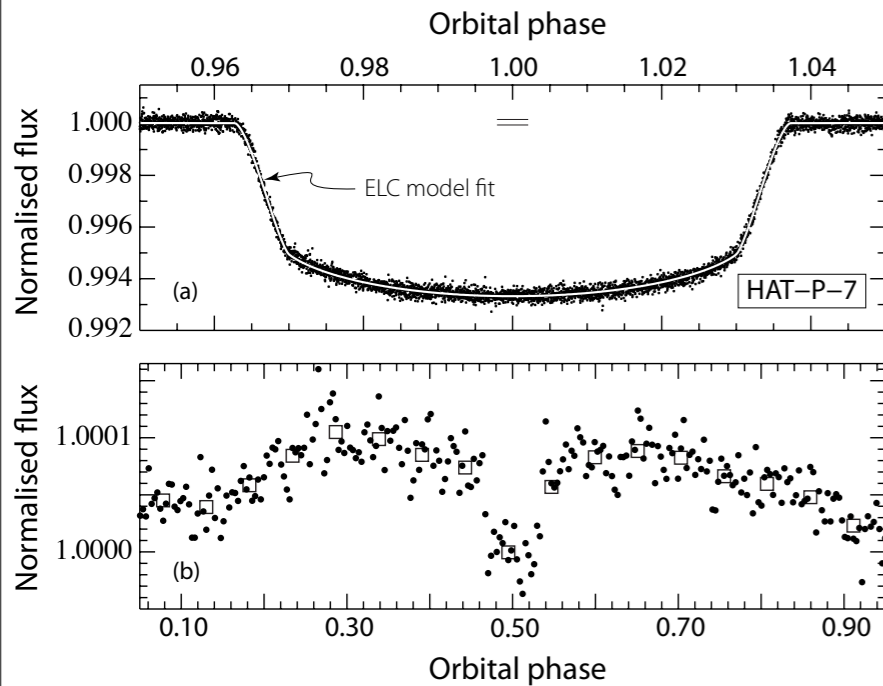 Orbital phase
0.96 0.98 1.00 1.02 1.04
Normalised flux
1.000
0.998
0.996
0.994
0.992
ELC model fit
(a)
HAT–P–7
Normalised flux
1.0001
1.0000
(b)
0.10 0.30 0.50 0.70 0.90
Orbital phase